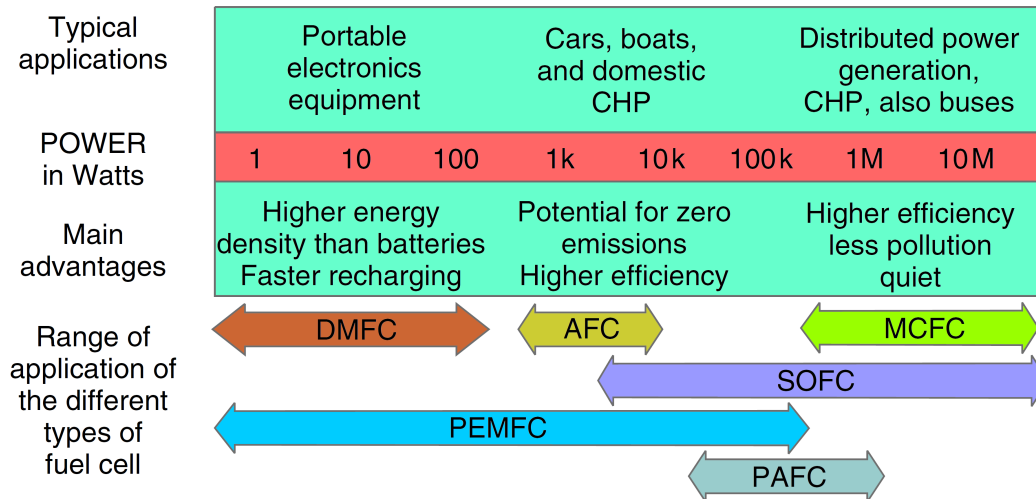 Typical
applications
Portable
electronics
equipment
Cars, boats,
and domestic
CHP
Distributed power
generation,
CHP, also buses
POWER
in Watts
1 10 100 1k 10k 100k 1M 10M
Main
advantages
Higher energy
density than batteries
Faster recharging
Potential for zero
emissions
Higher efficiency
Higher efficiency
less pollution
quiet
Range of
application of
the different
types of
fuel cell
DMFC
AFC
MCFC
SOFC
PEMFC
PAFC